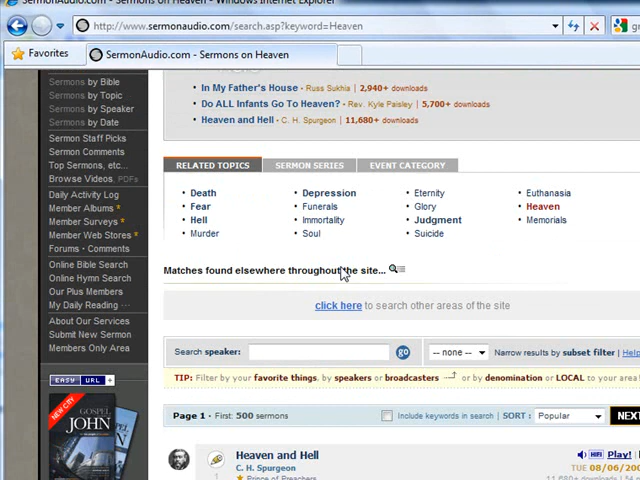 SermonAudio.com - Sermons on Heaven - Windows Internet Explorer
http://www.sermonaudio.com/search.asp?keyword=Heaven
Favorites
SermonAudio.com - Sermons on Heaven
Sermons by Bible
Sermons by Topic
Sermons by Speaker
Sermons by Date
Sermon Staff Picks
Sermon Comments
Top Sermons, etc...
Browse Videos, PDFs
Daily Activity Log
Member Albums *
Member Surveys *
Member Web Stores *
Forums - Comments
Online Bible Search
Online Hymn Search
Our Plus Members
My Daily Reading ···
About Our Services
Submit New Sermon
Members Only Area
EASY URL +
NEW CITY
GOSPEL
JOHN
• In My Father's House • Russ Sukhia | 2,940+ downloads
• Do ALL Infants Go To Heaven? • Rev. Kyle Paisley | 5,700+ downloads
• Heaven and Hell • C. H. Spurgeon | 11,680+ downloads
RELATED TOPICS SERMON SERIES EVENT CATEGORY
• Death • Depression • Eternity • Euthanasia
• Fear • Funerals • Glory • Heaven
• Hell • Immortality • Judgment • Memorials
• Murder • Soul • Suicide
Matches found elsewhere throughout the site...
click here to search other areas of the site
Search speaker: go -- none -- Narrow results by subset filter | Help
TIP: Filter by your favorite things, by speakers or broadcasters or by denomination or LOCAL to your area!
Page 1 • First: 500 sermons Include keywords in search | SORT : Popular NEXT
Heaven and Hell HiFi Play!
C. H. Spurgeon TUE 08/06/200
Prince of Preachers 11,680+ downloads